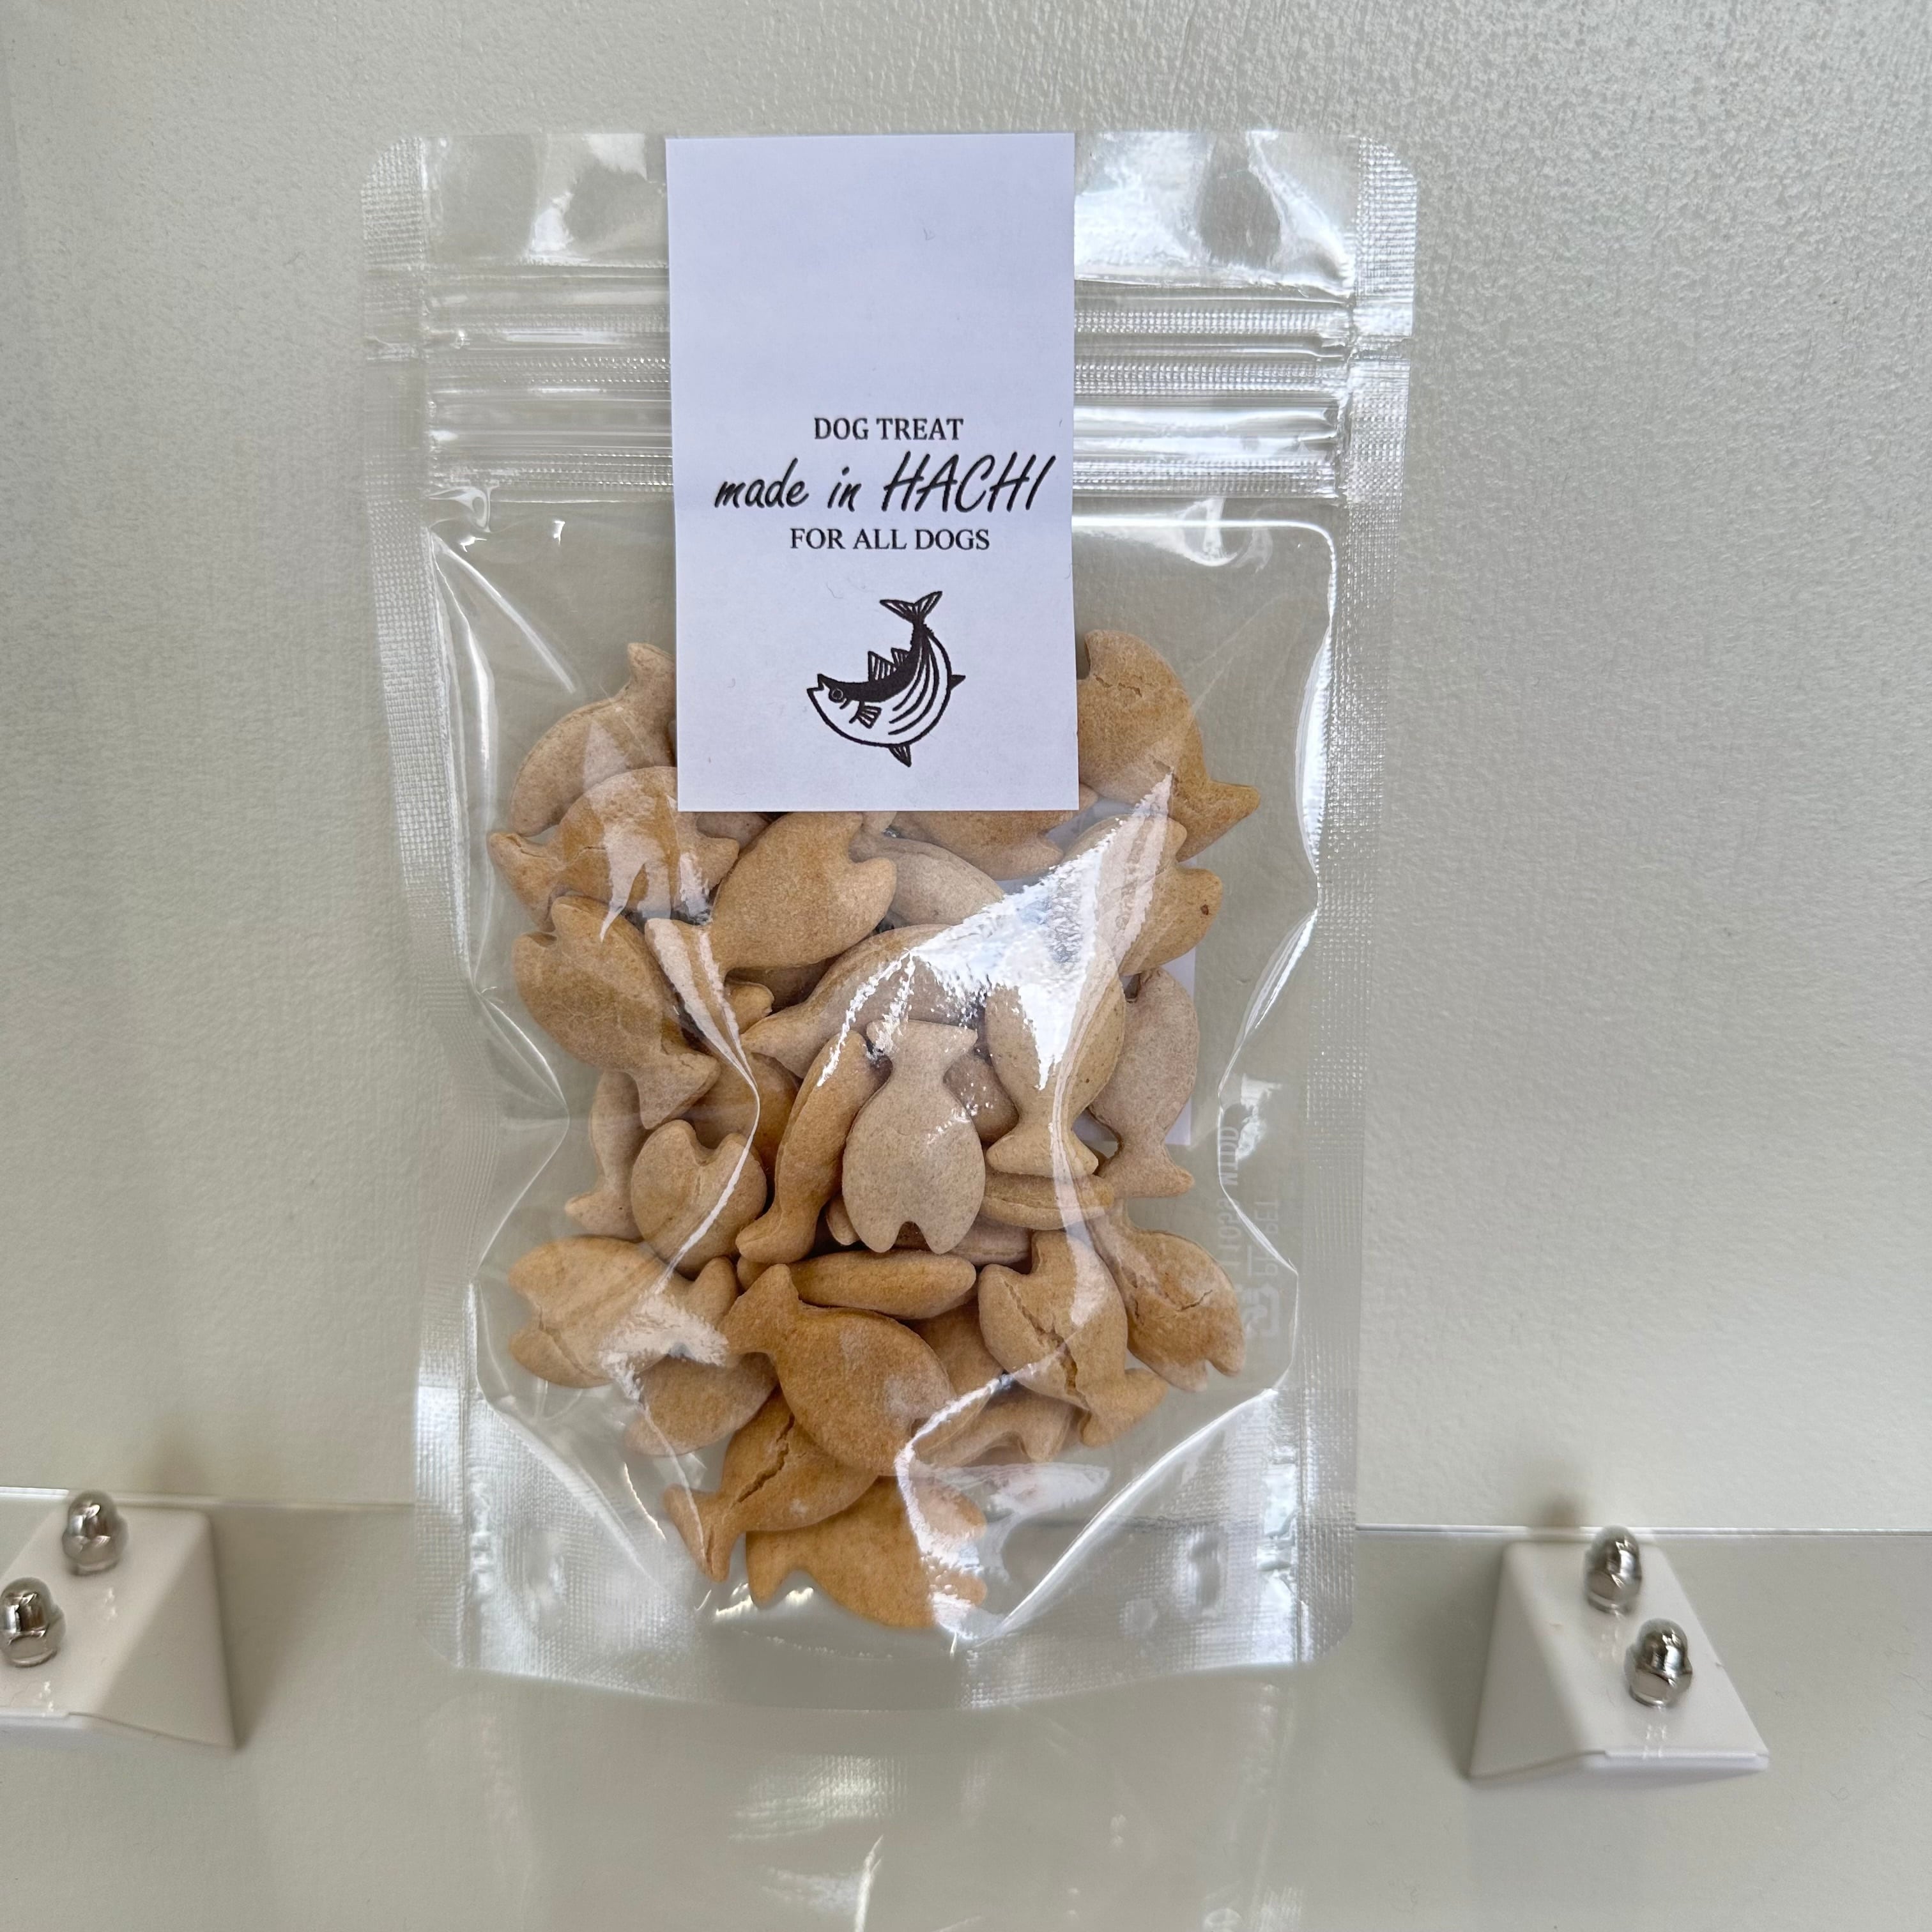 DOG TREAT
made in HACHI
FOR ALL DOGS